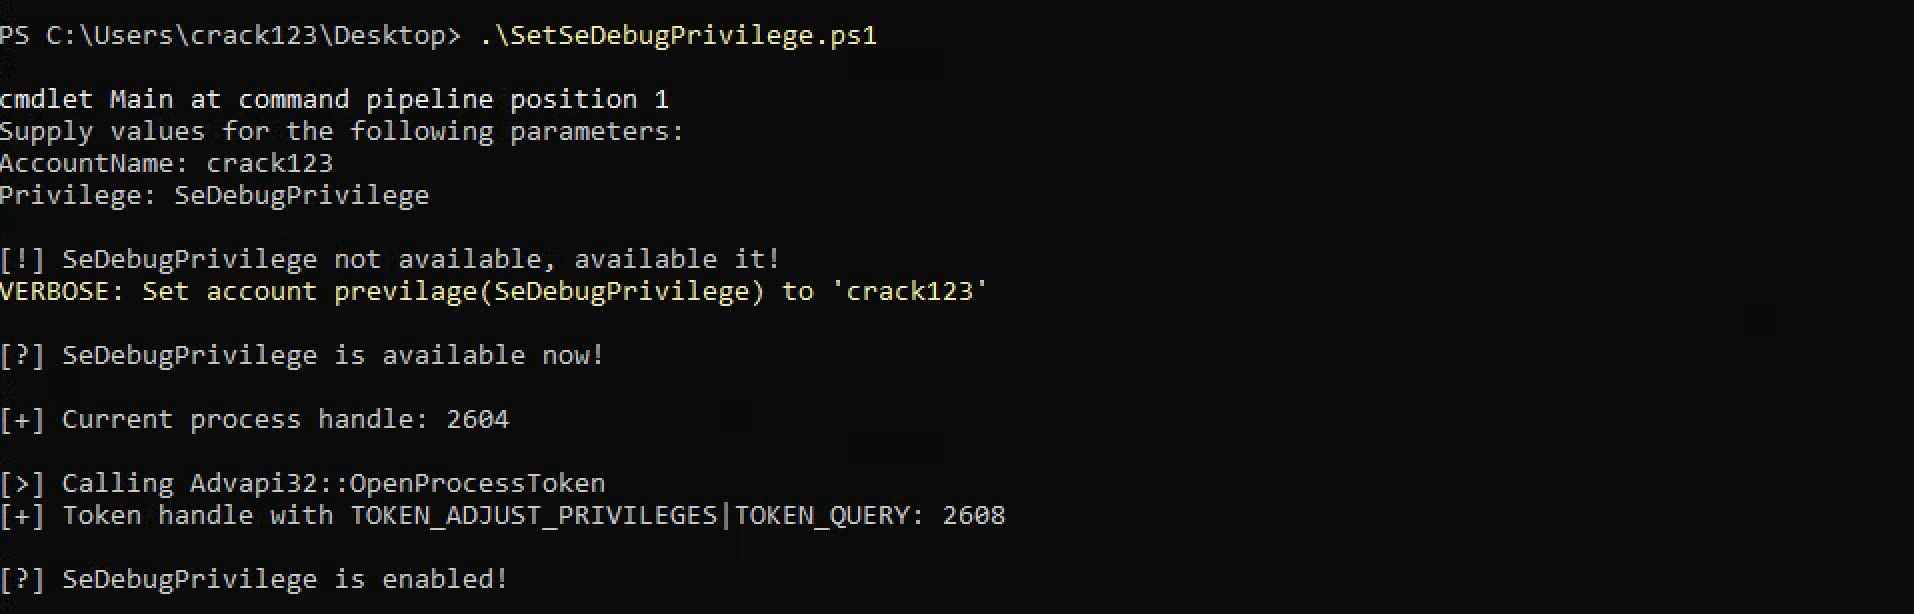 PS C:\Users\crack123\Desktop> .\SetSeDebugPrivilege.ps1
cmdlet Main at command pipeline position 1
Supply values for the following parameters:
AccountName: crack123
Privilege: SeDebugPrivilege
[!] SeDebugPrivilege not available, available it!
VERBOSE: Set account previlage(SeDebugPrivilege) to 'crack123'
[?] SeDebugPrivilege is available now!
[+] Current process handle: 2604
[>] Calling Advapi32::OpenProcessToken
[+] Token handle with TOKEN_ADJUST_PRIVILEGES|TOKEN_QUERY: 2608
[?] SeDebugPrivilege is enabled!